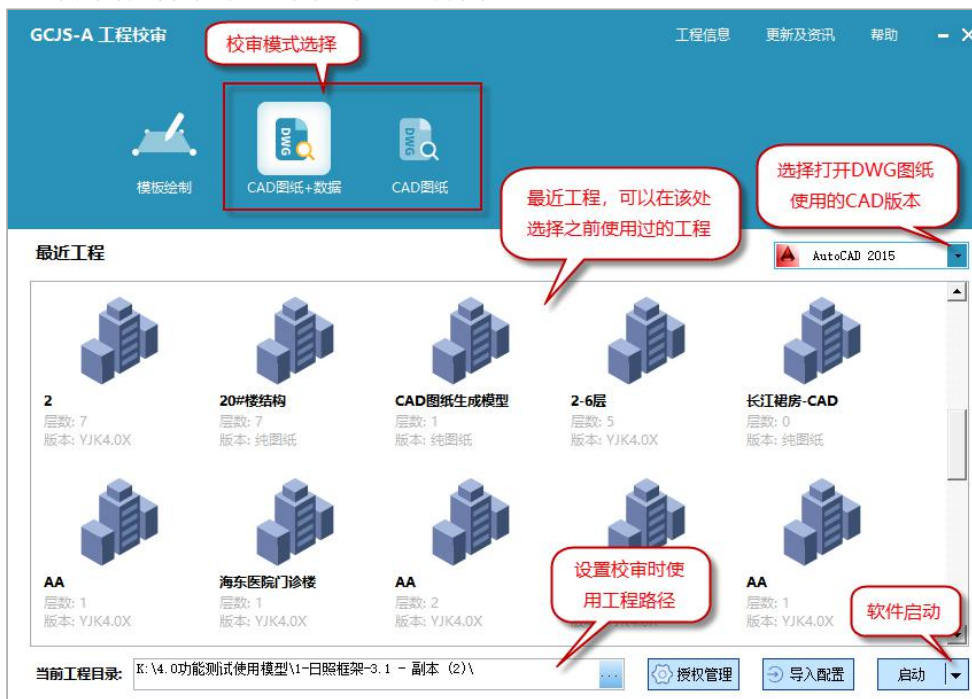 GCJS-A 工程校审
校审模式选择
工程信息 更新及资讯 帮助
模板绘制
DWG
CAD图纸+数据
DWG
CAD图纸
选择打开DWG图纸
使用的CAD版本
最近工程，可以在该处
选择之前使用过的工程
最近工程
AutoCAD 2015
2
层数: 7
版本: YJK4.0X
20#楼结构
层数: 7
版本: 纯图纸
CAD图纸生成模型
层数: 1
版本: 纯图纸
2-6层
层数: 5
版本: YJK4.0X
长江裙房-CAD
层数: 0
版本: 纯图纸
AA
层数: 1
版本: YJK4.0X
海东医院门诊楼
层数: 1
版本: YJK4.0X
AA
层数: 2
版本: YJK4.0X
设置校审时使
用工程路径
AA
层数: 1
版本: YJK4.0X
软件启动
当前工程目录: K:\4.0功能测试使用模型\1-日照框架-3.1 - 副本 (2)\ ... 授权管理 导入配置 启动